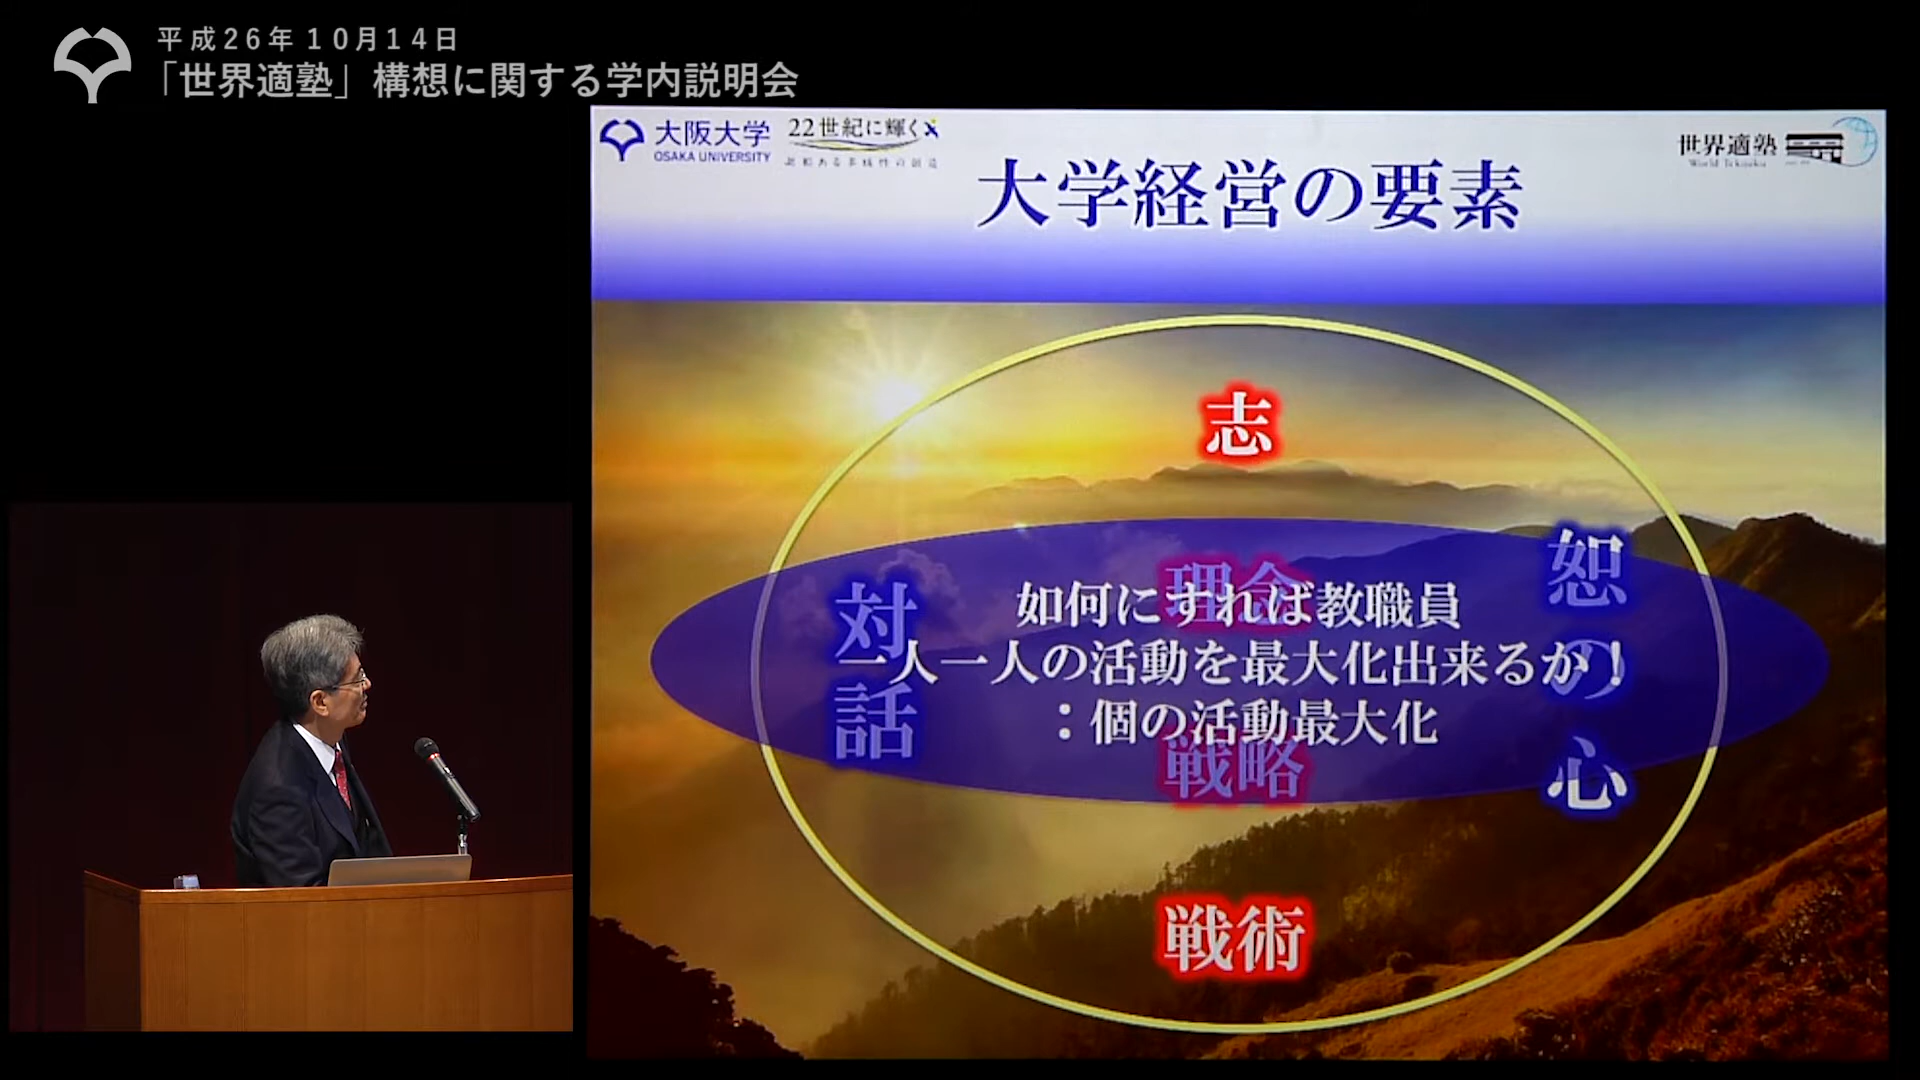 平成26年10月14日
「世界適塾」構想に関する学内説明会
大阪大学
OSAKA UNIVERSITY
22世紀に輝く
世界適塾
World Tekijuku
大学経営の要素
志
理念
対話
恕の心
如何にすれば教職員
一人一人の活動を最大化出来るか！
：個の活動最大化
戦略
戦術